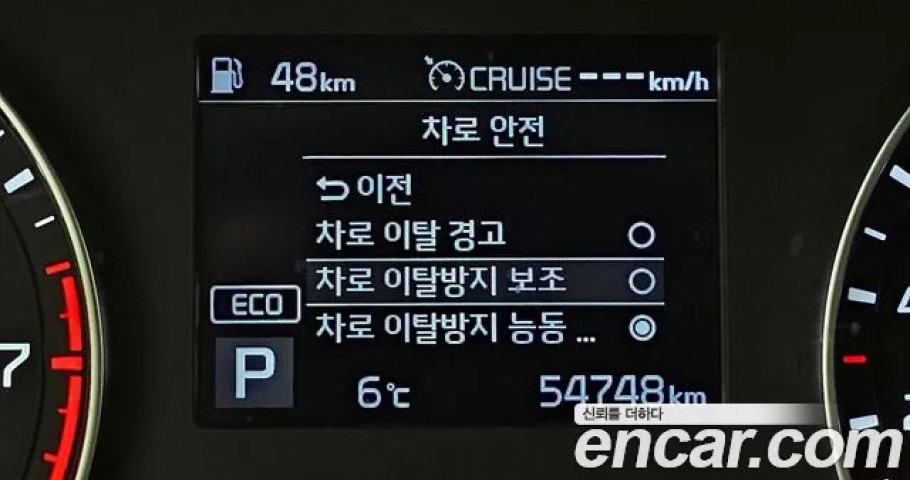 48km CRUISE ---km/h
차로 안전
이전
차로 이탈 경고
차로 이탈방지 보조
ECO
차로 이탈방지 능동 ...
P
7
6℃ 54748km
신뢰를 더하다
encar.com